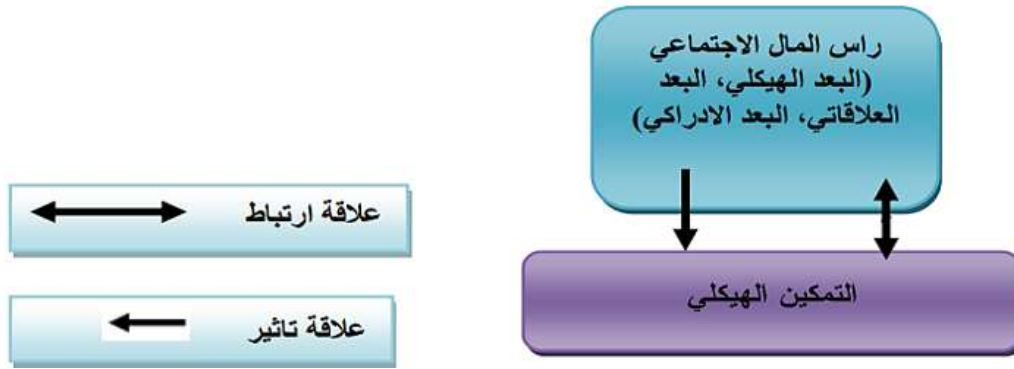 راس المال الاجتماعي
(البعد الهيكلي، البعد
العلاقاتي، البعد الادراكي)
علاقة ارتباط
التمكين الهيكلي
علاقة تاثير